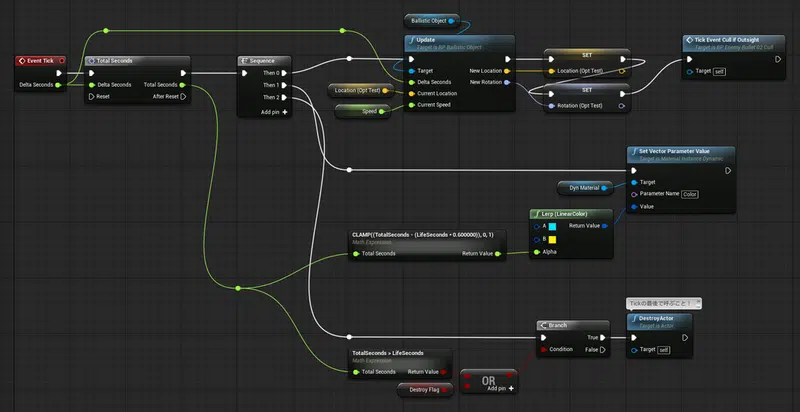 Ballistic Object
Event Tick
Delta Seconds
Total Seconds
Delta Seconds
Total Seconds
Reset
After Reset
Sequence
Then 0
Then 1
Then 2
Add pin
Location (Opt Test)
Speed
Update
Target is BP Ballistic Object
Target
New Location
Delta Seconds
New Rotation
Current Location
Current Speed
SET
Location (Opt Test)
SET
Rotation (Opt Test)
Tick Event Cull if Outsight
Target is BP Enemy Bullet 02 Cull
Target
self
Dyn Material
Set Vector Parameter Value
Target is Material Instance Dynamic
Target
Parameter Name
Color
Value
CLAMP((TotalSeconds - (LifeSeconds * 0.600000)), 0, 1)
Math Expression
Total Seconds
Return Value
Lerp (LinearColor)
A
Return Value
B
Alpha
TotalSeconds > LifeSeconds
Math Expression
Total Seconds
Return Value
Destroy Flag
OR
Add pin
Branch
True
Condition
False
Tickの最後で呼ぶこと!
DestroyActor
Target is Actor
Target
self